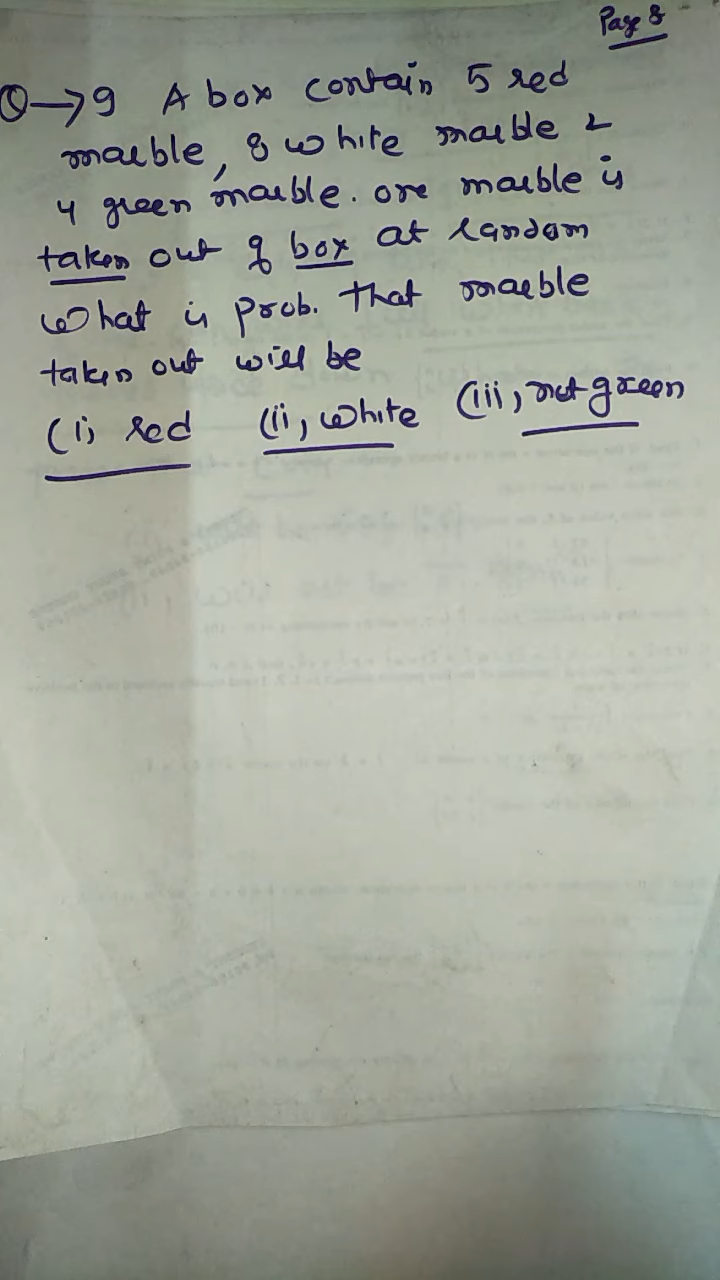 Page 8
Q→9 A box contain 5 red
marble, 8 white marble &
4 green marble. one marble is
taken out of box at random
What is prob. that marble
taken out will be
(i) red (ii) white (iii) not green